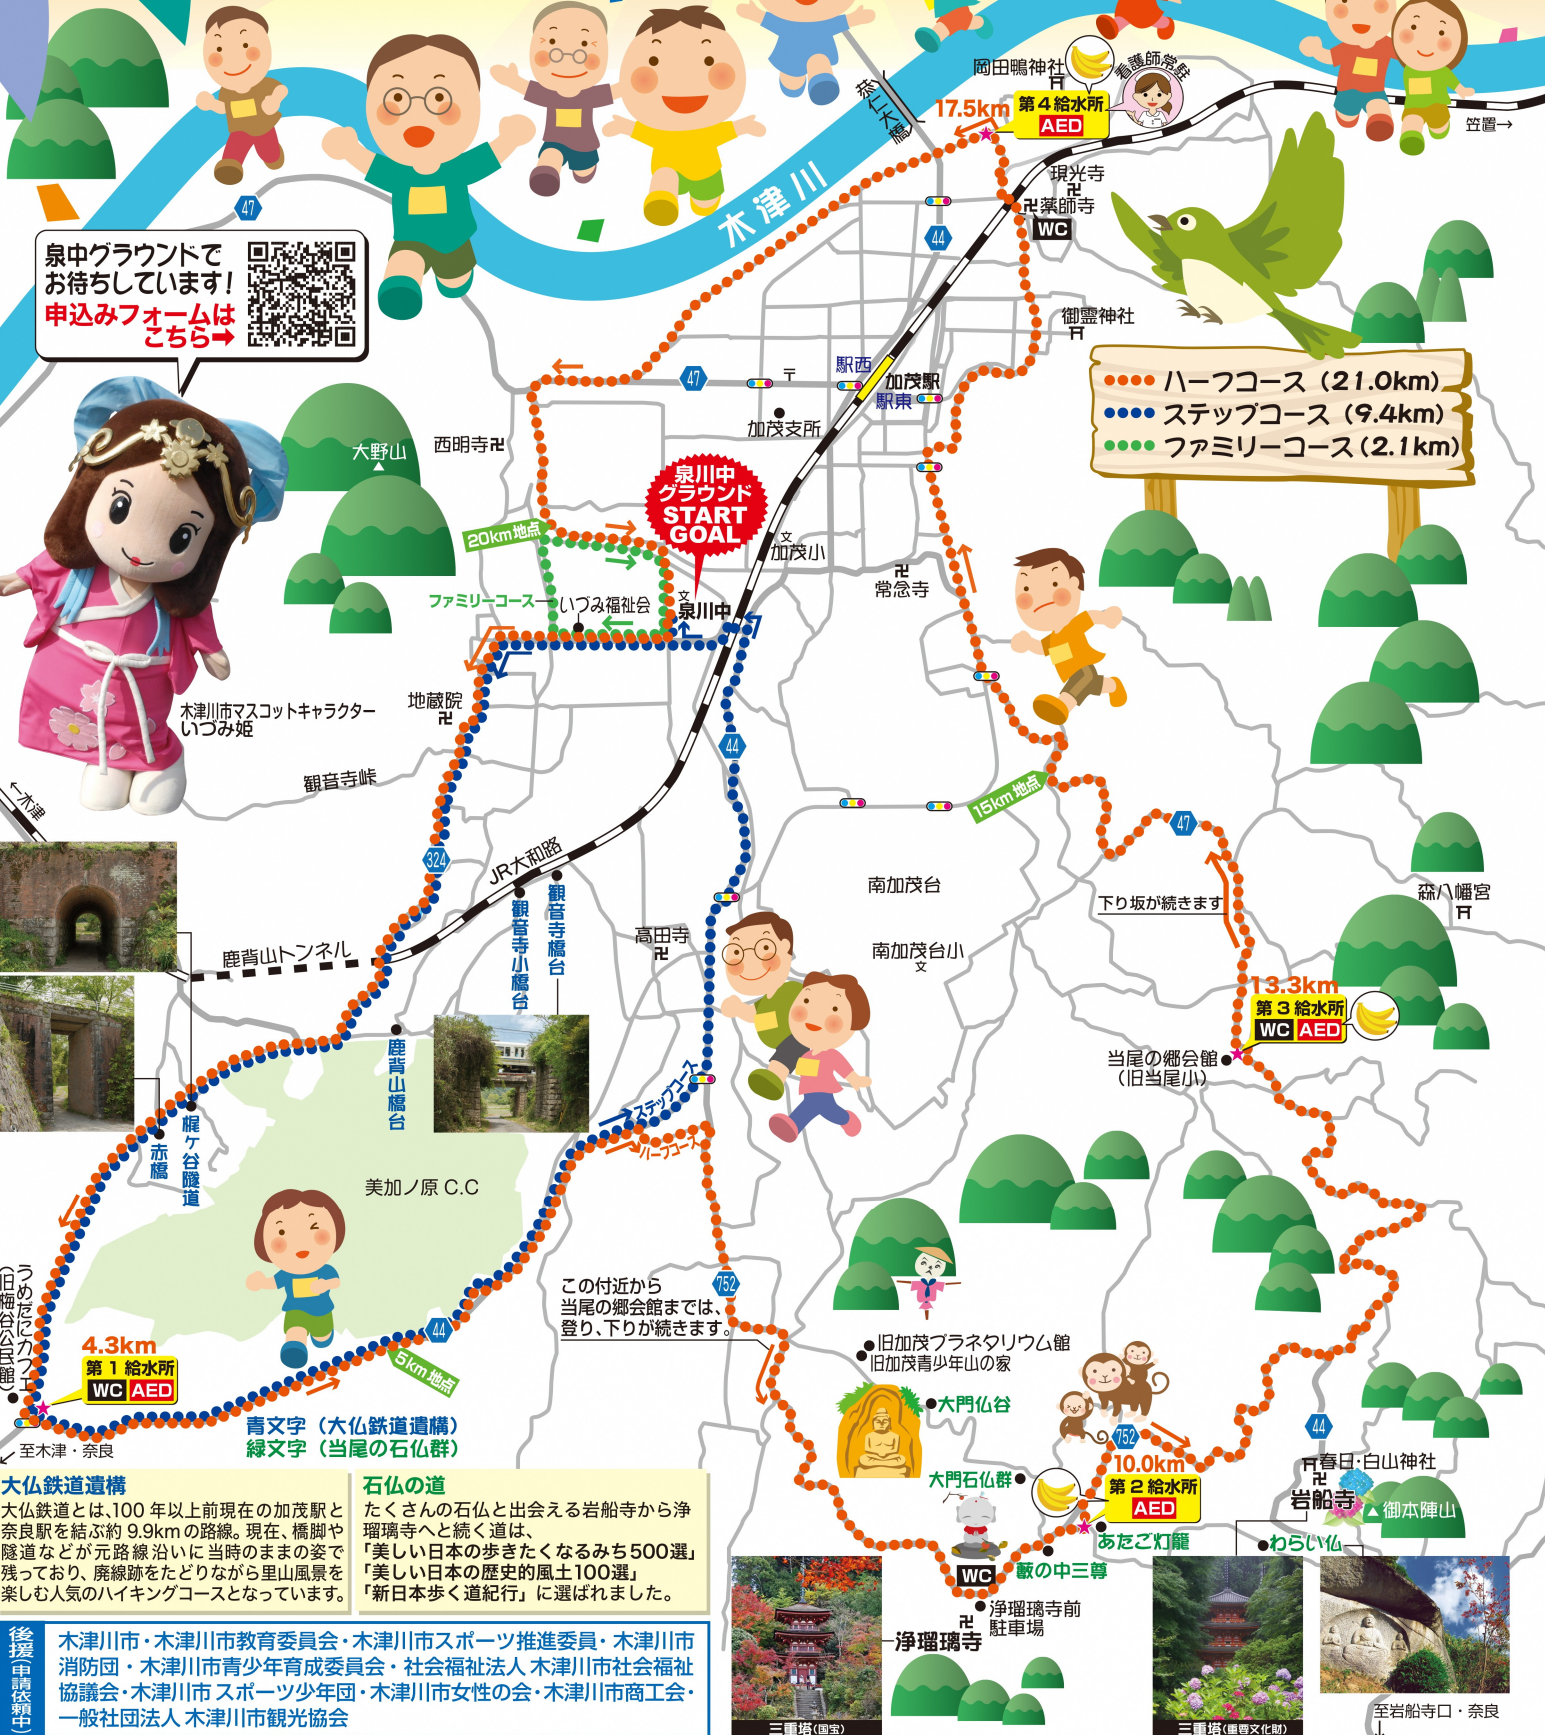 岡田鴨神社
看護師常駐
恭仁大橋
17.5km
第4給水所
AED
笠置→
木津川
47
現光寺
薬師寺
WC
44
泉中グラウンドで
お待ちしています!
申込みフォームは
こちら➡
御霊神社
駅西
47
加茂駅
駅東
加茂支所
ハーフコース (21.0km)
ステップコース (9.4km)
ファミリーコース (2.1km)
大野山
西明寺
泉川中
グラウンド
START
GOAL
20km地点
文
加茂小
常念寺
ファミリーコース
いづみ福祉会
文
泉川中
地蔵院
木津川市マスコットキャラクター
いづみ姫
44
観音寺峠
←木津
15km地点
47
324
JR大和路
南加茂台
下り坂が続きます
森八幡宮
観音寺橋台
観音寺小橋台
高田寺
南加茂台小
文
鹿背山トンネル
13.3km
第3給水所
WC AED
当尾の郷会館
(旧当尾小)
鹿背山橋台
ステップコース
ハーフコース
梶ヶ谷隧道
赤橋
美加ノ原 C.C
752
この付近から
当尾の郷会館までは、
登り、下りが続きます。
うめだにカフェ
(旧梅谷公民館)
4.3km
第1給水所
WC AED
44
5km地点
旧加茂プラネタリウム館
旧加茂青少年山の家
大門仏谷
青文字(大仏鉄道遺構)
緑文字(当尾の石仏群)
至木津・奈良
752
44
10.0km
第2給水所
AED
大門石仏群
春日・白山神社
岩船寺
御本陣山
あたご灯籠
わらい仏
藪の中三尊
WC
浄瑠璃寺前
駐車場
浄瑠璃寺
大仏鉄道遺構
大仏鉄道とは、100年以上前現在の加茂駅と
奈良駅を結ぶ約9.9kmの路線。現在、橋脚や
隧道などが元路線沿いに当時のままの姿で
残っており、廃線跡をたどりながら里山風景を
楽しむ人気のハイキングコースとなっています。
石仏の道
たくさんの石仏と出会える岩船寺から浄
瑠璃寺へと続く道は、
「美しい日本の歩きたくなるみち500選」
「美しい日本の歴史的風土100選」
「新日本歩く道紀行」に選ばれました。
後援(申請依頼中)
木津川市・木津川市教育委員会・木津川市スポーツ推進委員・木津川市
消防団・木津川市青少年育成委員会・社会福祉法人 木津川市社会福祉
協議会・木津川市 スポーツ少年団・木津川市女性の会・木津川市商工会・
一般社団法人 木津川市観光協会
三重塔(国宝)
三重塔(重要文化財)
至岩船寺口・奈良